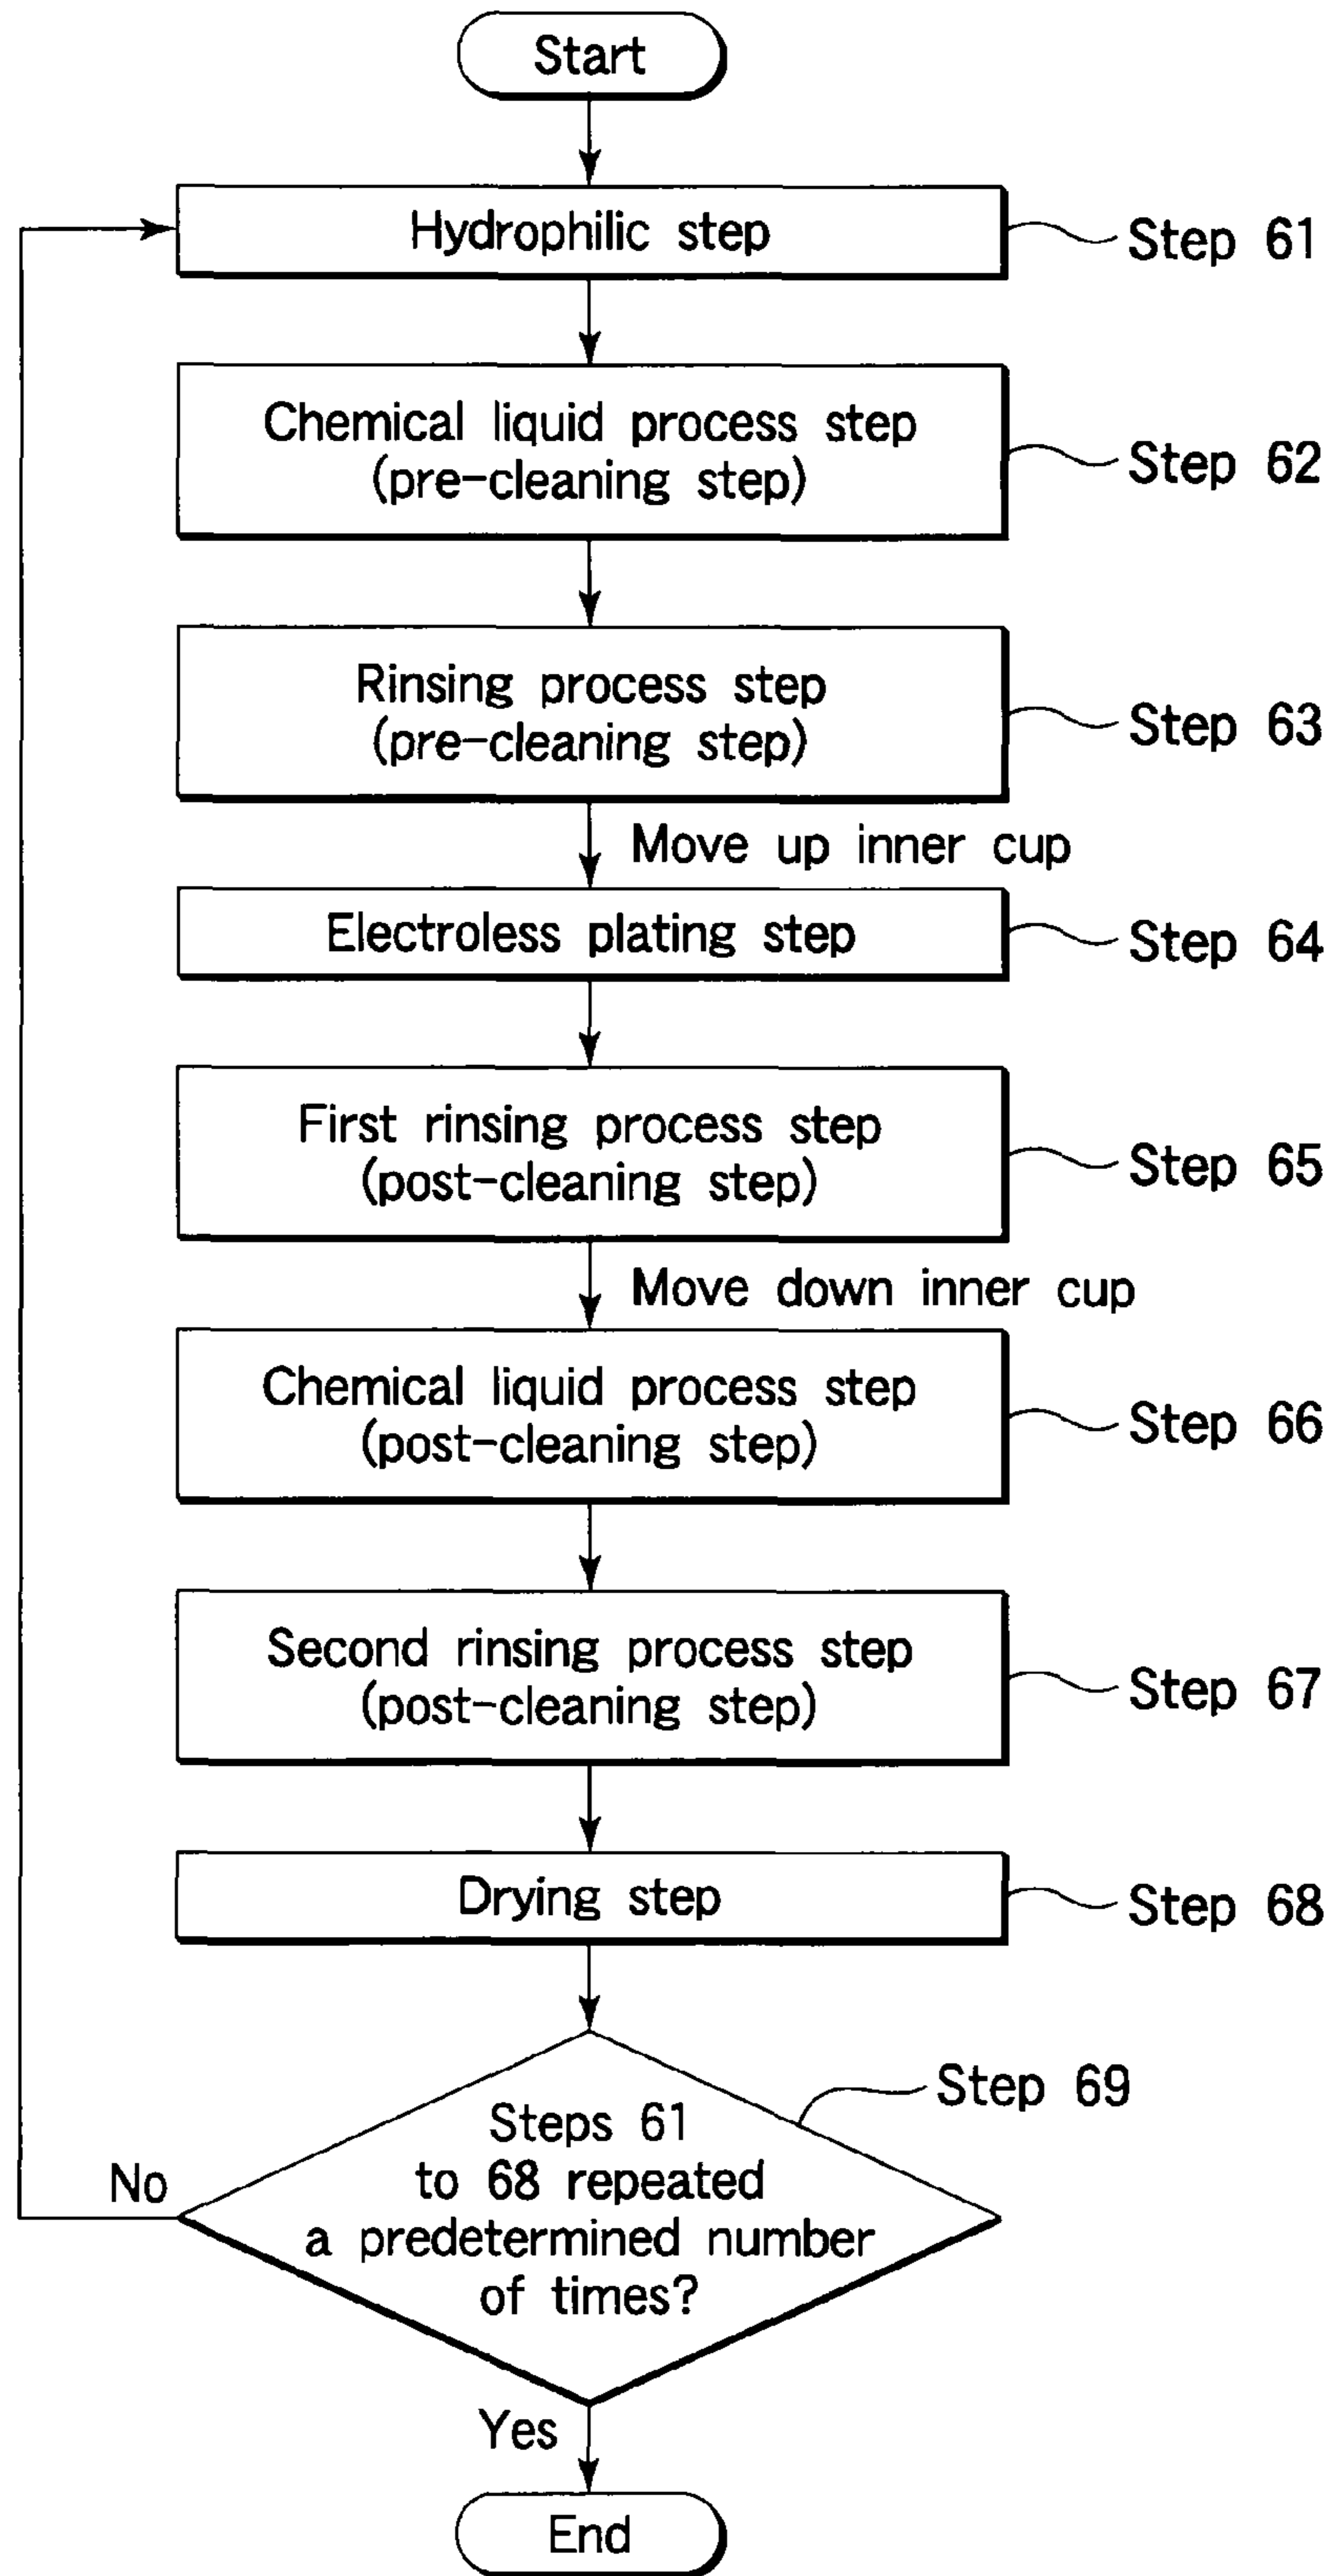 Start
Hydrophilic step
Step 61
Chemical liquid process step
(pre-cleaning step)
Step 62
Rinsing process step
(pre-cleaning step)
Step 63
Move up inner cup
Electroless plating step
Step 64
First rinsing process step
(post-cleaning step)
Step 65
Move down inner cup
Chemical liquid process step
(post-cleaning step)
Step 66
Second rinsing process step
(post-cleaning step)
Step 67
Drying step
Step 68
Step 69
Steps 61
to 68 repeated
a predetermined number
of times?
No
Yes
End